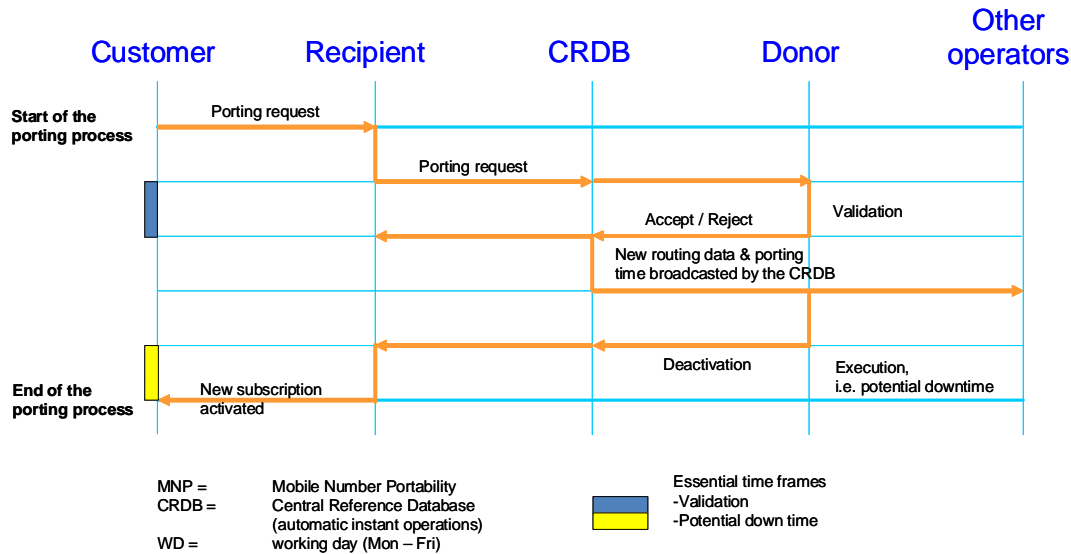 Other
Customer Recipient CRDB Donor operators
Start of the
porting process
Porting request
Porting request
Accept / Reject
Validation
New routing data & porting
time broadcasted by the CRDB
Deactivation
Execution,
i.e. potential downtime
End of the
porting process
New subscription
activated
MNP = Mobile Number Portability
CRDB = Central Reference Database
(automatic instant operations)
WD = working day (Mon – Fri)
Essential time frames
-Validation
-Potential down time